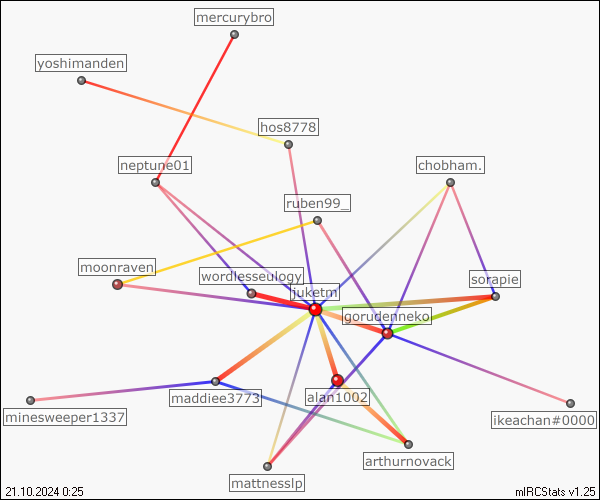 mercurybro
yoshimanden
hos8778
neptune01
chobham.
ruben99_
moonraven
wordlesseulogy
sorapie
juketm
gorudenneko
maddiee3773
alan1002
minesweeper1337
ikeachan#0000
arthurnovack
mattnesslp
21.10.2024 0:25
mIRCStats v1.25